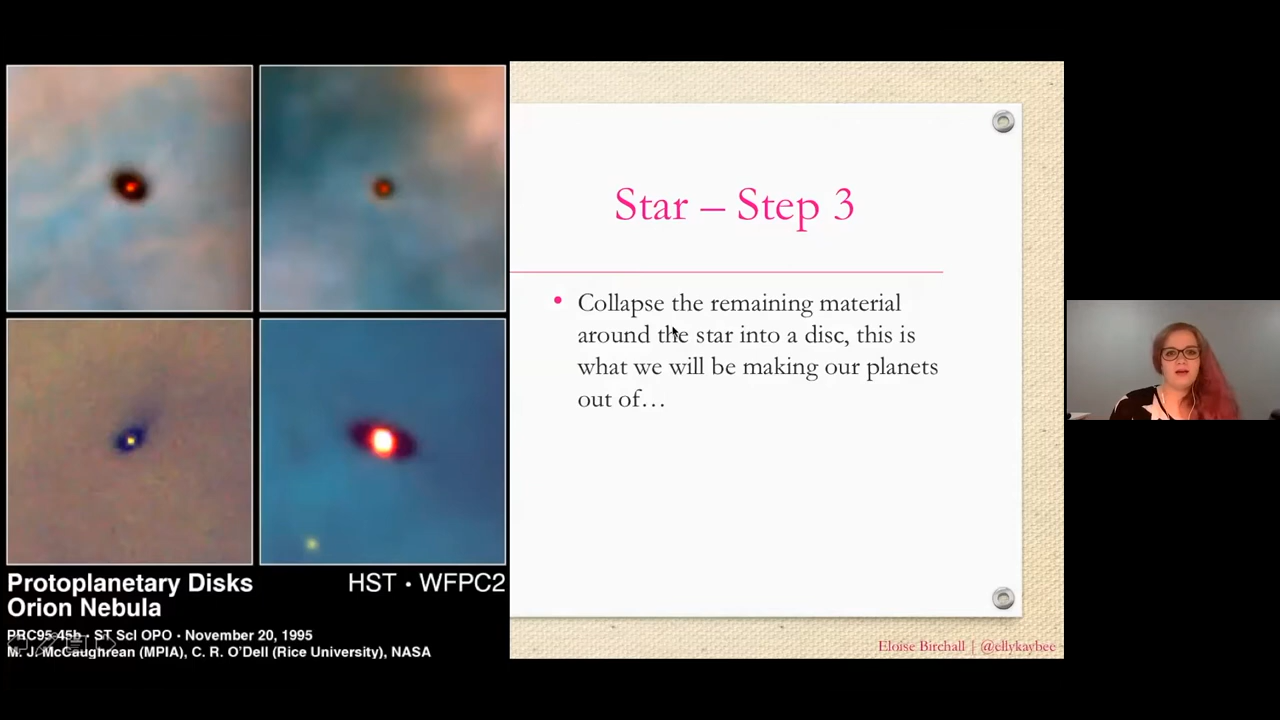 Star – Step 3
• Collapse the remaining material
around the star into a disc, this is
what we will be making our planets
out of…
Protoplanetary Disks
Orion Nebula
HST • WFPC2
PRC95-45b • ST ScI OPO • November 20, 1995
M. J. McCaughrean (MPIA), C. R. O'Dell (Rice University), NASA
Eloise Birchall | @ellykaybee